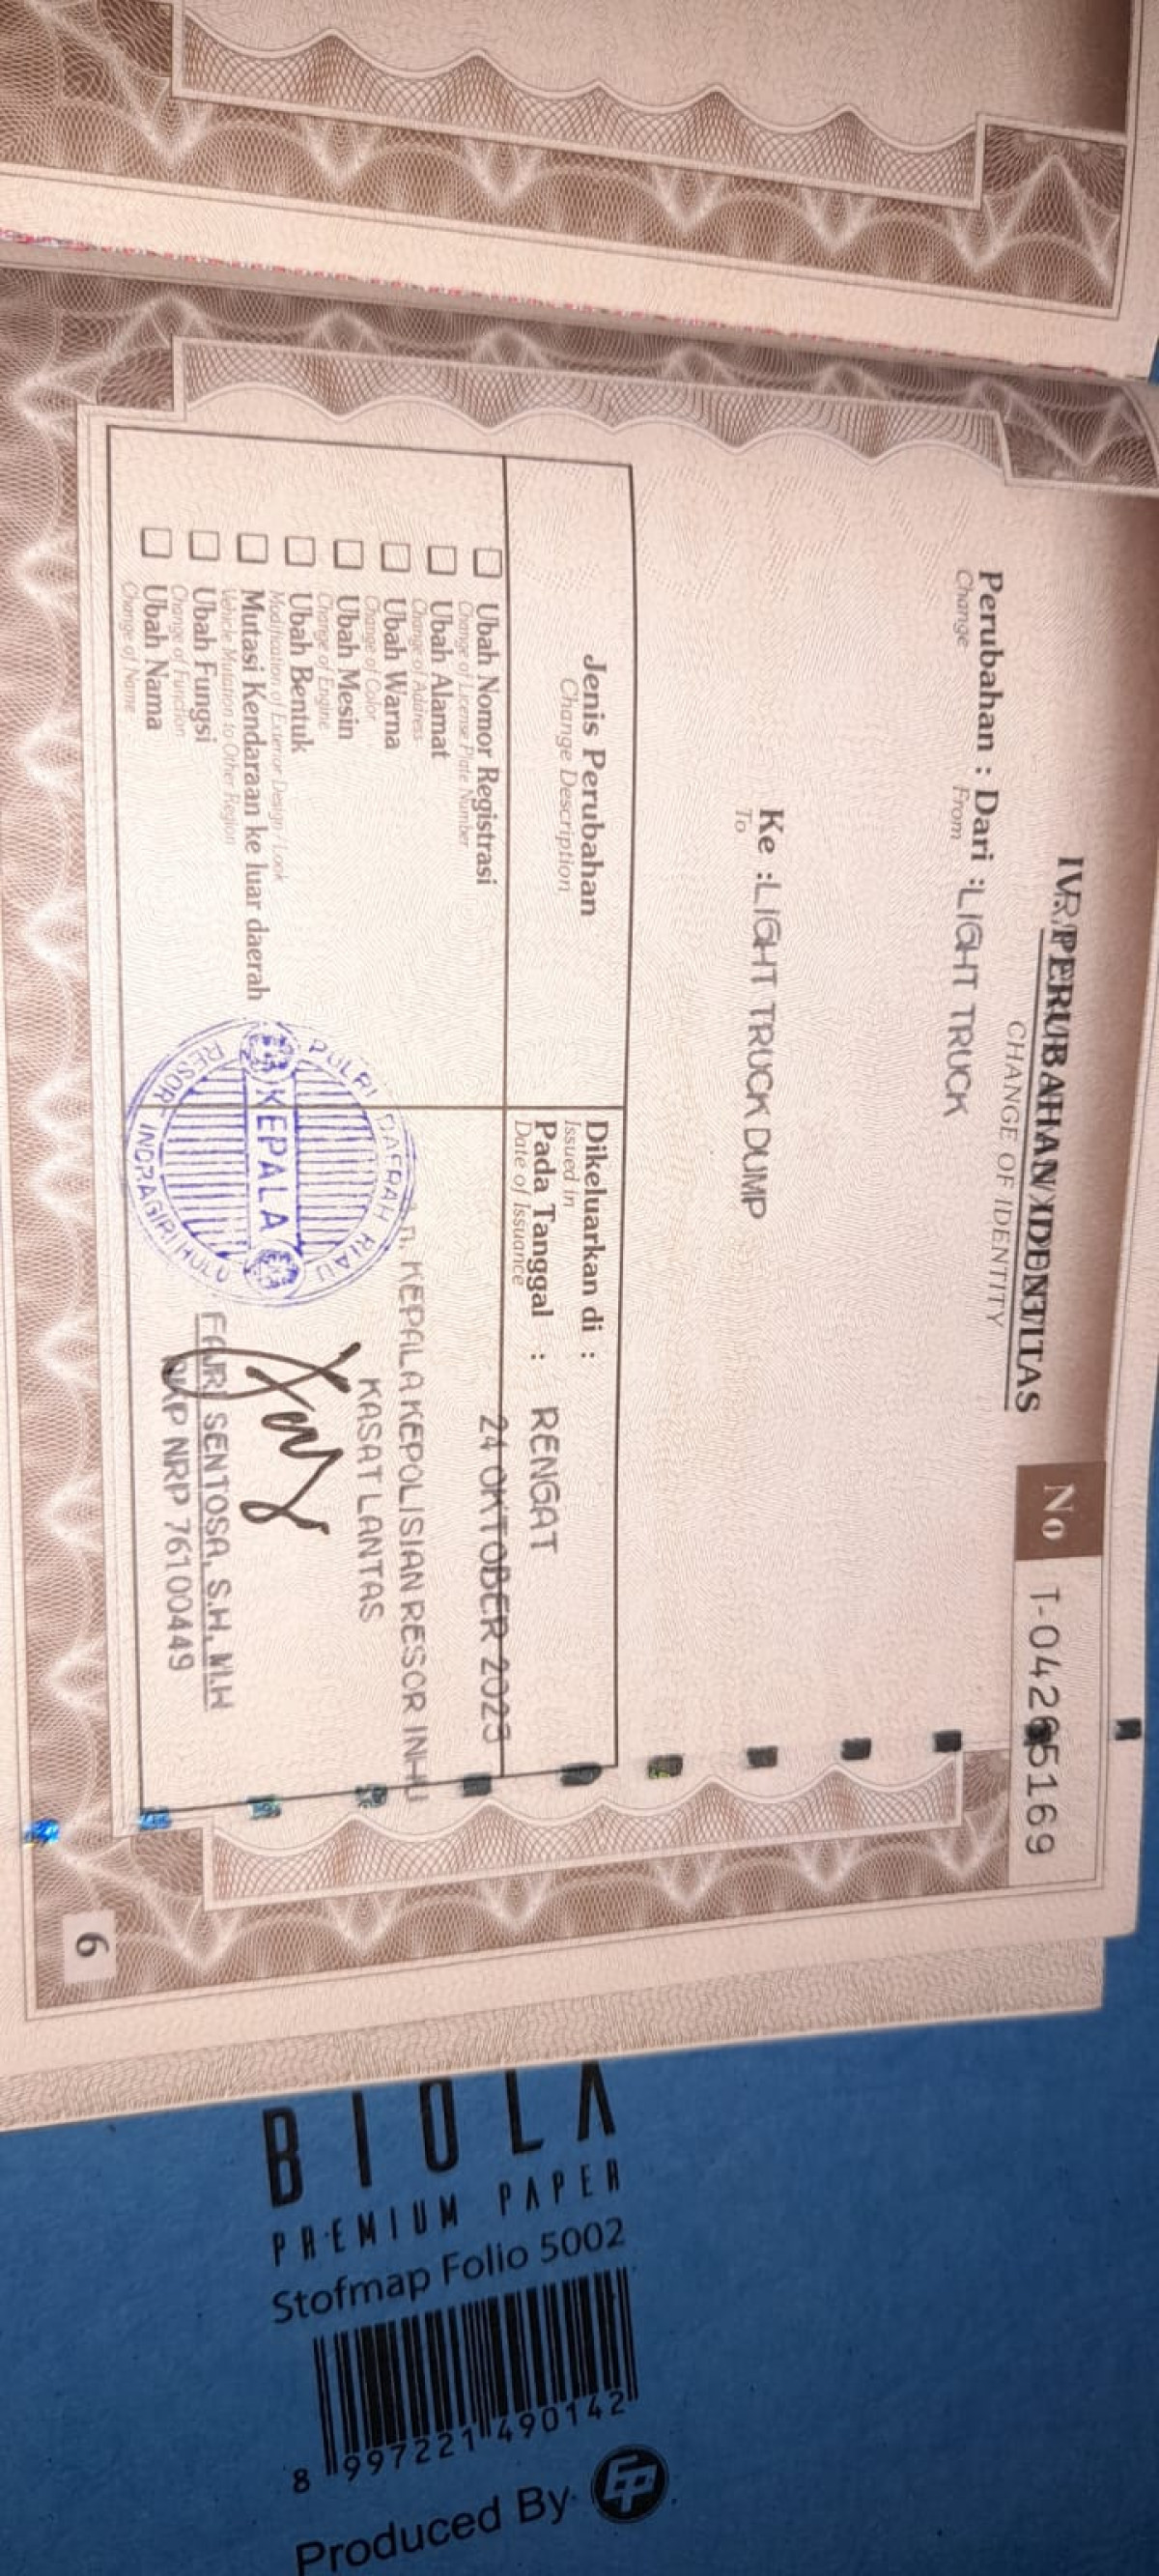 IV. PERUBAHAN IDENTITAS
CHANGE OF IDENTITY
No T-04265169
Perubahan : Dari : LIGHT TRUCK
Change From
Ke : LIGHT TRUCK DUMP
To
Jenis Perubahan
Change Description
Ubah Nomor Registrasi
Change of License Plate Number
Ubah Alamat
Change of Address
Ubah Warna
Change of Color
Ubah Mesin
Change of Engine
Ubah Bentuk
Modification of Exterior Design / Look
Mutasi Kendaraan ke luar daerah
Vehicle Mutation to Other Region
Ubah Fungsi
Change of Function
Ubah Nama
Change of Name
Dikeluarkan di : RENGAT
Issued in
Pada Tanggal : 24 OKTOBER 2023
Date of Issuance
a.n. KEPALA KEPOLISIAN RESOR INHU
KASAT LANTAS
POLRI DAERAH RIAU
KEPALA
RESOR INDRAGIRI HULU
FAJRI SENTOSA, S.H, M.H
AKP NRP 76100449
6
BIOLA
PREMIUM PAPER
Stofmap Folio 5002
8 997221 490142
Produced By